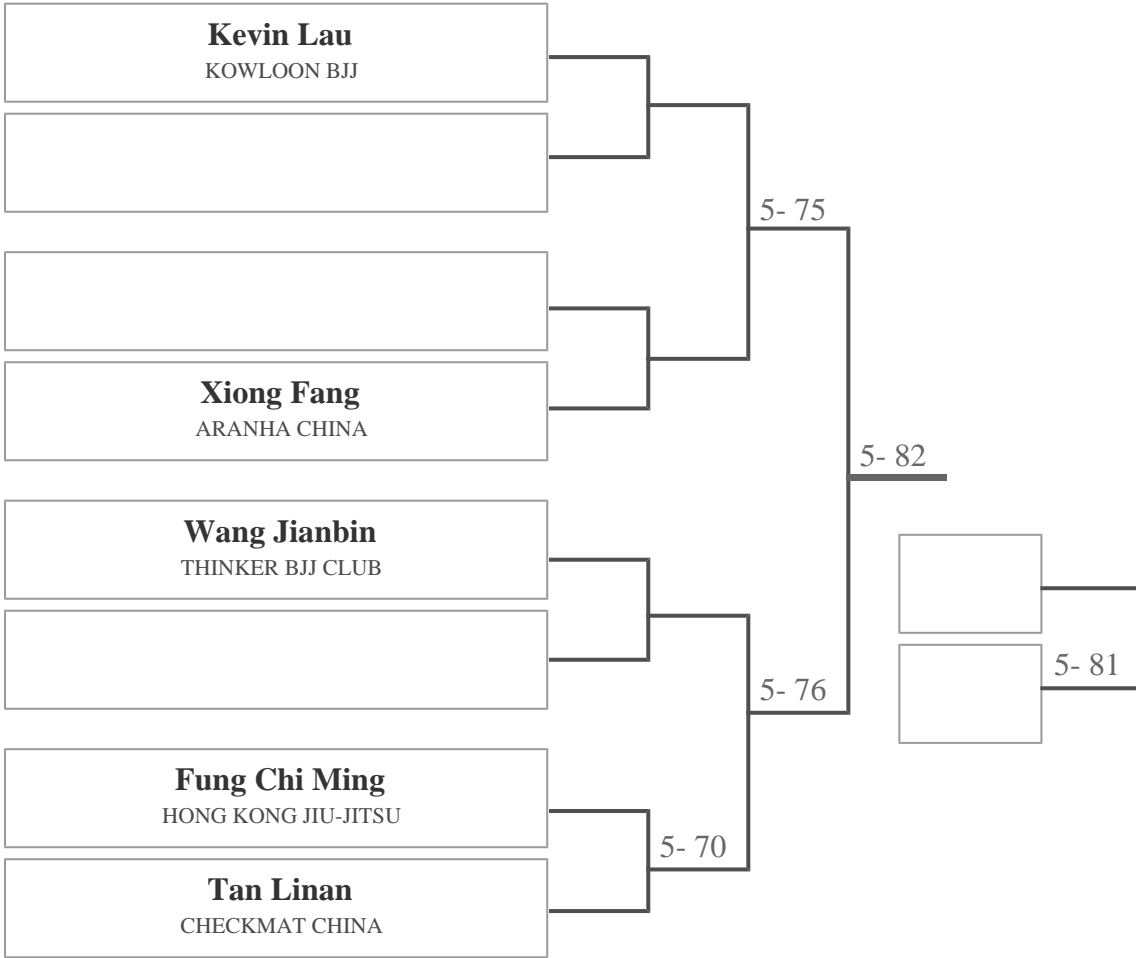 Kevin Lau
KOWLOON BJJ
5- 75
Xiong Fang
ARANHA CHINA
5- 82
Wang Jianbin
THINKER BJJ CLUB
5- 81
5- 76
Fung Chi Ming
HONG KONG JIU-JITSU
5- 70
Tan Linan
CHECKMAT CHINA